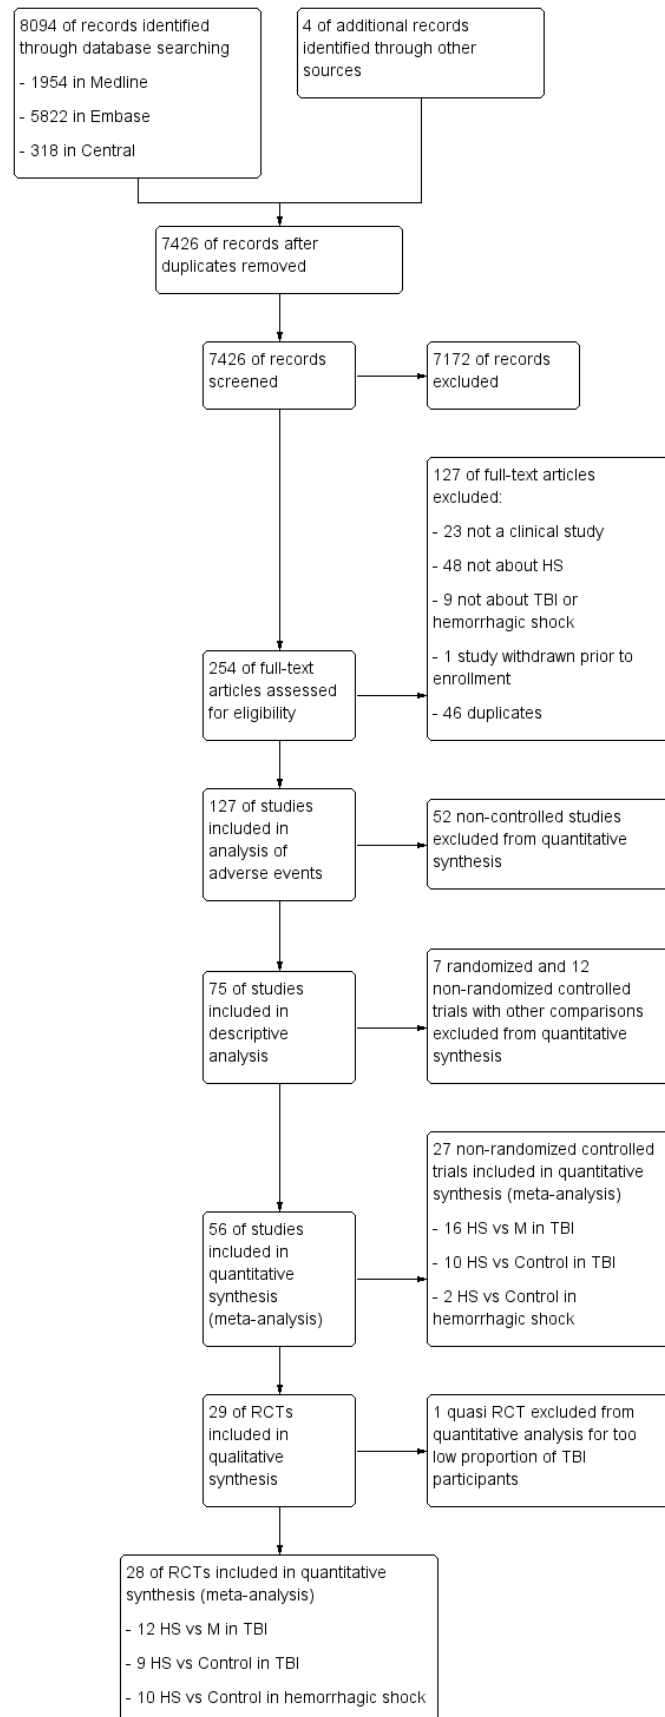 8094 of records identified
through database searching
- 1954 in Medline
- 5822 in Embase
- 318 in Central
4 of additional records
identified through other
sources
7426 of records after
duplicates removed
7426 of records
screened
7172 of records
excluded
127 of full-text articles
excluded:
- 23 not a clinical study
- 48 not about HS
- 9 not about TBI or
hemorrhagic shock
- 1 study withdrawn prior to
enrollment
- 46 duplicates
254 of full-text
articles assessed
for eligibility
127 of studies
included in
analysis of
adverse events
52 non-controlled studies
excluded from quantitative
synthesis
75 of studies
included in
descriptive
analysis
7 randomized and 12
non-randomized controlled
trials with other comparisons
excluded from quantitative
synthesis
27 non-randomized controlled
trials included in quantitative
synthesis (meta-analysis)
- 16 HS vs M in TBI
- 10 HS vs Control in TBI
- 2 HS vs Control in
hemorrhagic shock
56 of studies
included in
quantitative
synthesis
(meta-analysis)
29 of RCTs
included in
qualitative
synthesis
1 quasi RCT excluded from
quantitative analysis for too
low proportion of TBI
participants
28 of RCTs included in quantitative
synthesis (meta-analysis)
- 12 HS vs M in TBI
- 9 HS vs Control in TBI
- 10 HS vs Control in hemorrhagic shock